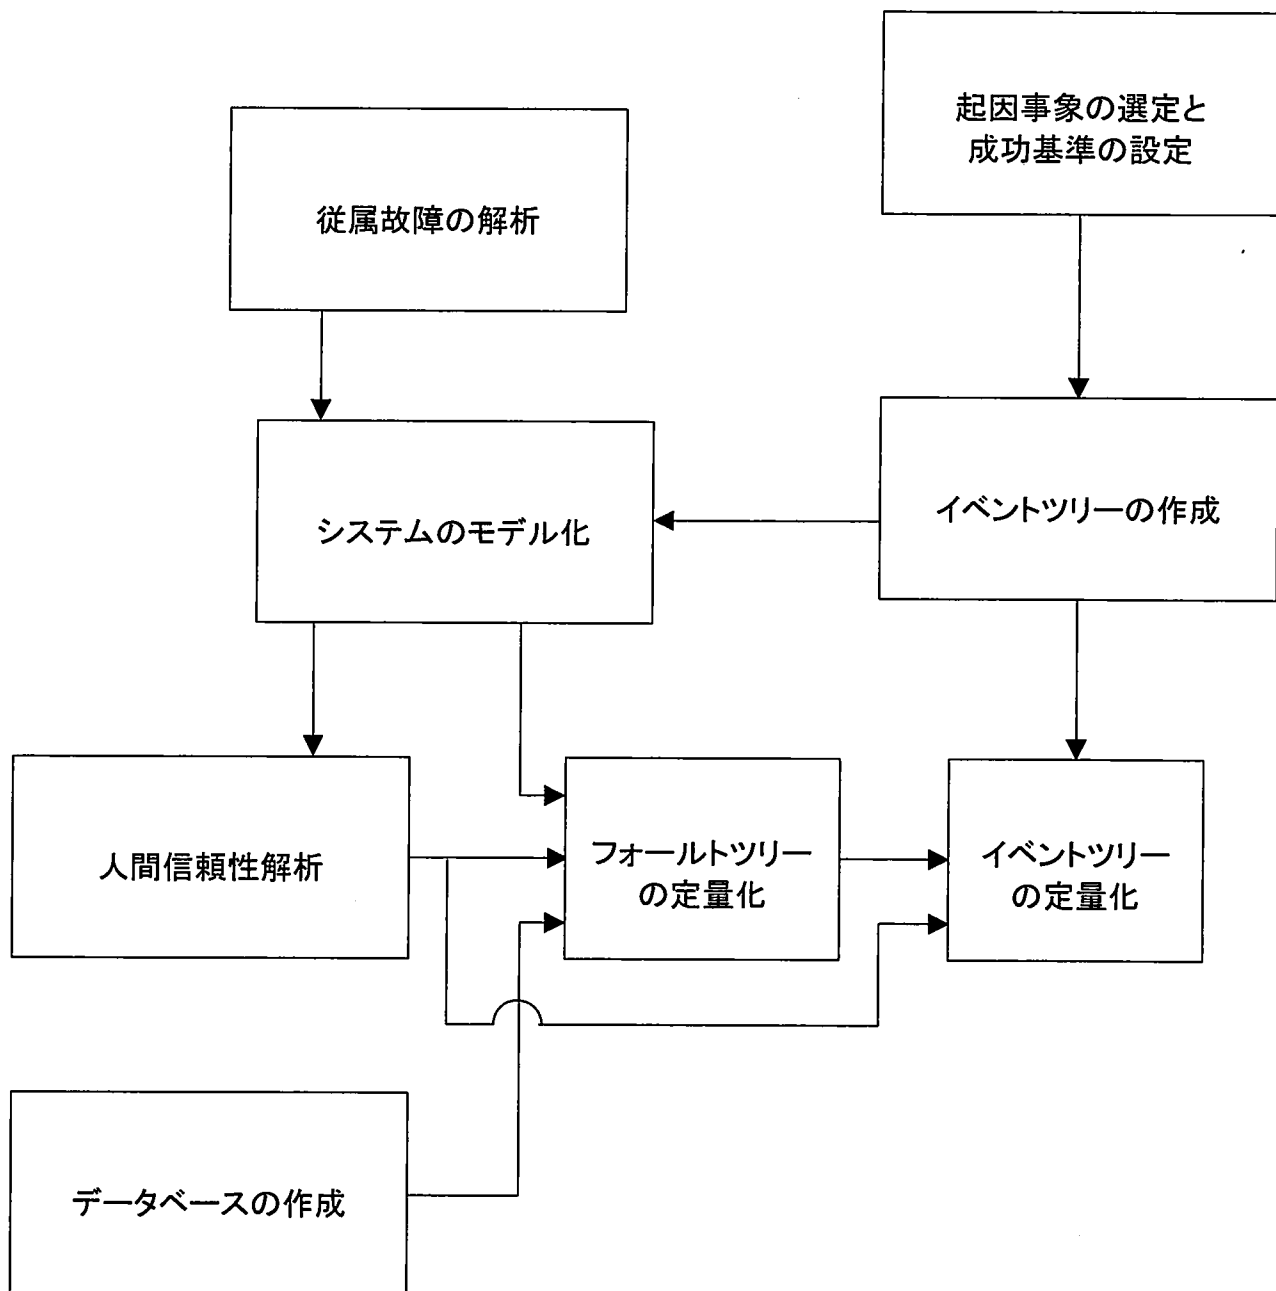 起因事象の選定と
成功基準の設定
従属故障の解析
イベントツリーの作成
システムのモデル化
人間信頼性解析
フォールトツリー
の定量化
イベントツリー
の定量化
データベースの作成